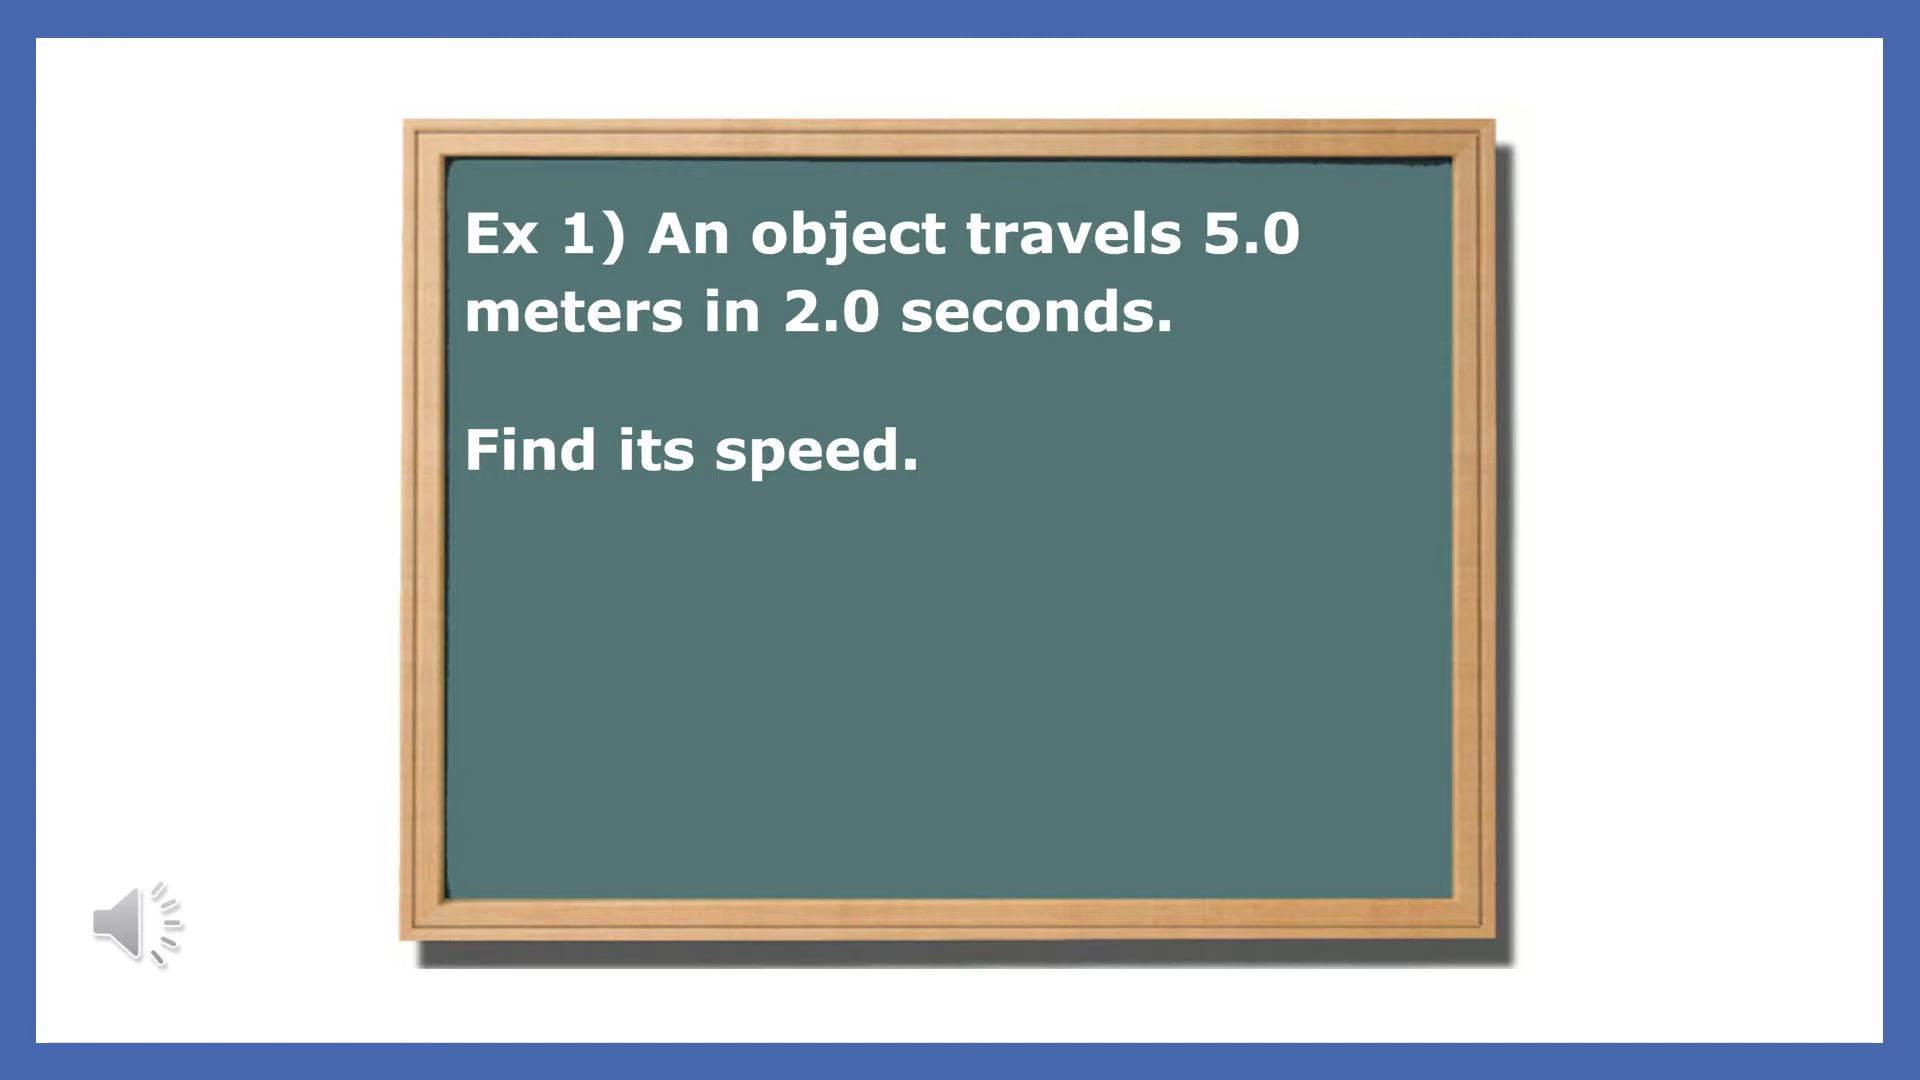 Ex 1) An object travels 5.0
meters in 2.0 seconds.
Find its speed.